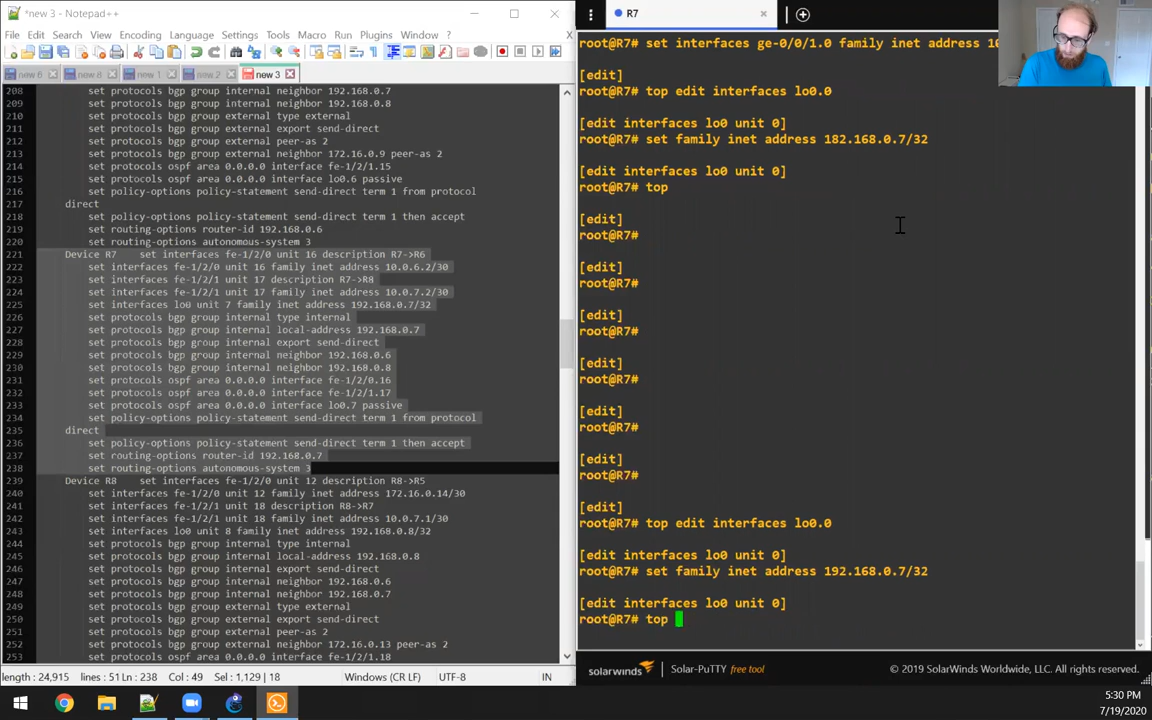 *new 3 - Notepad++
File Edit Search View Encoding Language Settings Tools Macro Run Plugins Window ?
new 6 new 8 new 1 new 2 new 3
208 set protocols bgp group internal neighbor 192.168.0.7
209 set protocols bgp group internal neighbor 192.168.0.8
210 set protocols bgp group external type external
211 set protocols bgp group external export send-direct
212 set protocols bgp group external peer-as 2
213 set protocols bgp group external neighbor 172.16.0.9 peer-as 2
214 set protocols ospf area 0.0.0.0 interface fe-1/2/1.15
215 set protocols ospf area 0.0.0.0 interface lo0.6 passive
216 set policy-options policy-statement send-direct term 1 from protocol
217 direct
218 set policy-options policy-statement send-direct term 1 then accept
219 set routing-options router-id 192.168.0.6
220 set routing-options autonomous-system 3
221 Device R7 set interfaces fe-1/2/0 unit 16 description R7->R6
222 set interfaces fe-1/2/0 unit 16 family inet address 10.0.6.2/30
223 set interfaces fe-1/2/1 unit 17 description R7->R8
224 set interfaces fe-1/2/1 unit 17 family inet address 10.0.7.2/30
225 set interfaces lo0 unit 7 family inet address 192.168.0.7/32
226 set protocols bgp group internal type internal
227 set protocols bgp group internal local-address 192.168.0.7
228 set protocols bgp group internal export send-direct
229 set protocols bgp group internal neighbor 192.168.0.6
230 set protocols bgp group internal neighbor 192.168.0.8
231 set protocols ospf area 0.0.0.0 interface fe-1/2/0.16
232 set protocols ospf area 0.0.0.0 interface fe-1/2/1.17
233 set protocols ospf area 0.0.0.0 interface lo0.7 passive
234 set policy-options policy-statement send-direct term 1 from protocol
235 direct
236 set policy-options policy-statement send-direct term 1 then accept
237 set routing-options router-id 192.168.0.7
238 set routing-options autonomous-system 3
239 Device R8 set interfaces fe-1/2/0 unit 12 description R8->R5
240 set interfaces fe-1/2/0 unit 12 family inet address 172.16.0.14/30
241 set interfaces fe-1/2/1 unit 18 description R8->R7
242 set interfaces fe-1/2/1 unit 18 family inet address 10.0.7.1/30
243 set interfaces lo0 unit 8 family inet address 192.168.0.8/32
244 set protocols bgp group internal type internal
245 set protocols bgp group internal local-address 192.168.0.8
246 set protocols bgp group internal export send-direct
247 set protocols bgp group internal neighbor 192.168.0.6
248 set protocols bgp group internal neighbor 192.168.0.7
249 set protocols bgp group external type external
250 set protocols bgp group external export send-direct
251 set protocols bgp group external peer-as 2
252 set protocols bgp group external neighbor 172.16.0.13 peer-as 2
253 set protocols ospf area 0.0.0.0 interface fe-1/2/1.18
length : 24,915 lines : 51 Ln : 238 Col : 49 Sel : 1,129 | 18 Windows (CR LF) UTF-8 IN
R7
root@R7# set interfaces ge-0/0/1.0 family inet address 10
[edit]
root@R7# top edit interfaces lo0.0
[edit interfaces lo0 unit 0]
root@R7# set family inet address 182.168.0.7/32
[edit interfaces lo0 unit 0]
root@R7# top
[edit]
root@R7#
[edit]
root@R7#
[edit]
root@R7#
[edit]
root@R7#
[edit]
root@R7#
[edit]
root@R7#
[edit]
root@R7# top edit interfaces lo0.0
[edit interfaces lo0 unit 0]
root@R7# set family inet address 192.168.0.7/32
[edit interfaces lo0 unit 0]
root@R7# top
solarwinds Solar-PuTTY free tool © 2019 SolarWinds Worldwide, LLC. All rights reserved.
5:30 PM
7/19/2020